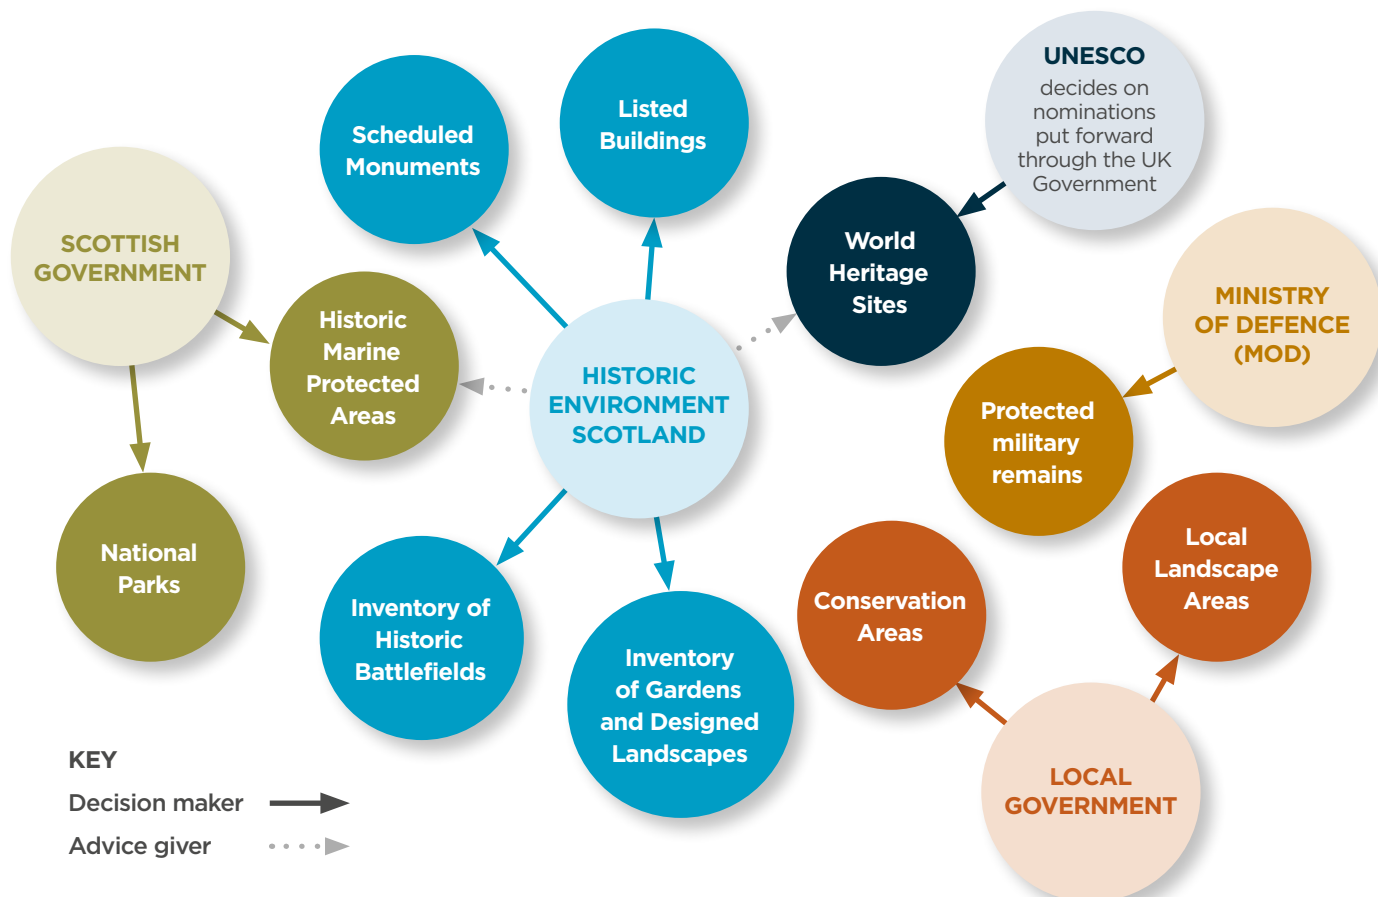 UNESCO
decides on
nominations
put forward
through the UK
Government
Listed
Buildings
Scheduled
Monuments
SCOTTISH
GOVERNMENT
World
Heritage
Sites
MINISTRY
OF DEFENCE
(MOD)
Historic
Marine
Protected
Areas
HISTORIC
ENVIRONMENT
SCOTLAND
Protected
military
remains
National
Parks
Local
Landscape
Areas
Conservation
Areas
Inventory of
Historic
Battlefields
Inventory
of Gardens
and Designed
Landscapes
LOCAL
GOVERNMENT
KEY
Decision maker
Advice giver